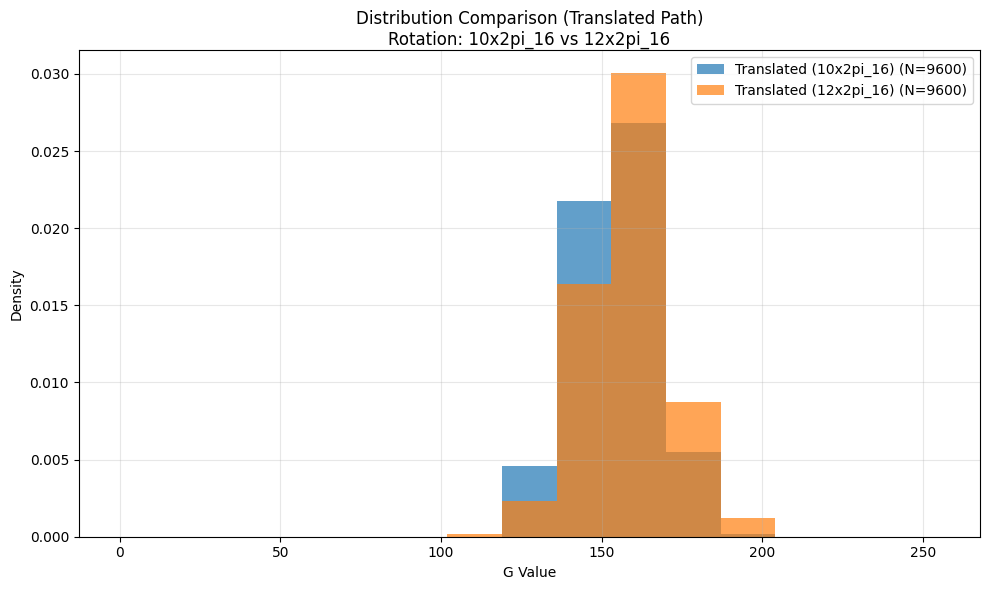 Distribution Comparison (Translated Path)
Rotation: 10x2pi_16 vs 12x2pi_16
Translated (10x2pi_16) (N=9600)
Translated (12x2pi_16) (N=9600)
0.030
0.025
0.020
0.015
0.010
0.005
0.000
Density
0 50 100 150 200 250
G Value